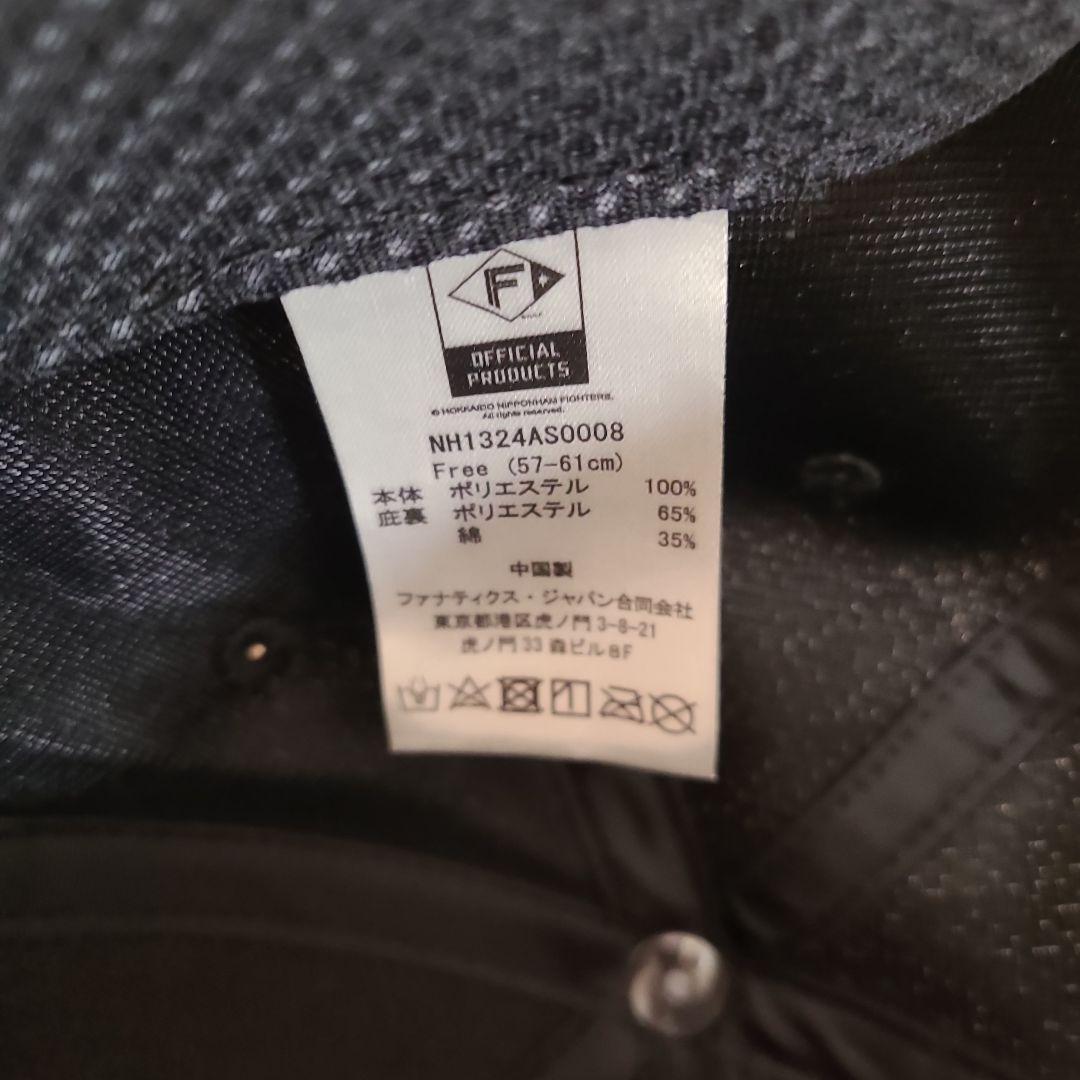 F
OFFICIAL
PRODUCTS
© HOKKAIDO NIPPONHAM FIGHTERS.
All rights reserved.
NH1324AS0008
Free (57-61cm)
本体 ポリエステル 100%
庇裏 ポリエステル 65%
綿 35%
中国製
ファナティクス・ジャパン合同会社
東京都港区虎ノ門3-8-21
虎ノ門33森ビル8F